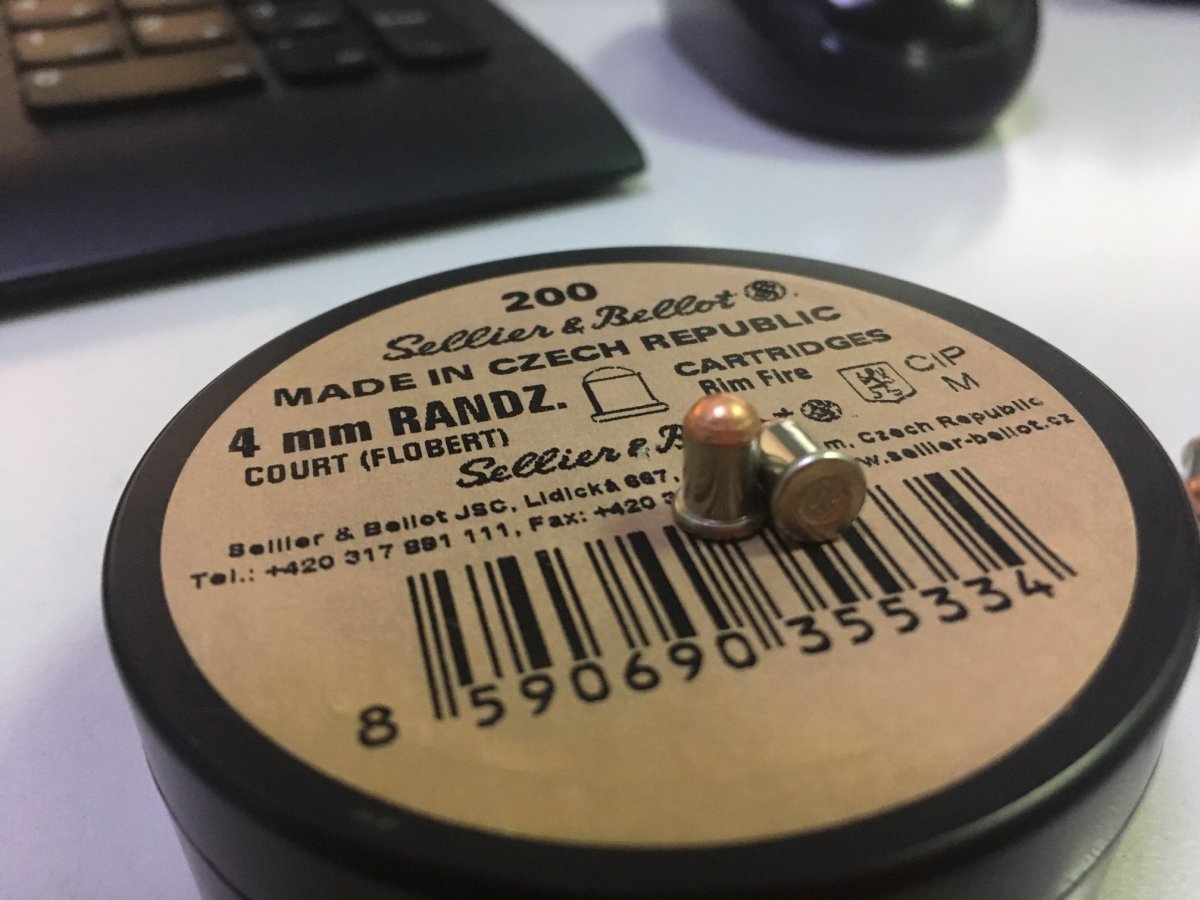 200
Sellier & Bellot
MADE IN CZECH REPUBLIC
4 mm RANDZ.
COURT (FLOBERT)
CARTRIDGES
Rim Fire
CIP
M
Sellier & B
Sellier & Bellot JSC, Lidická 667, m, Czech Republic
Tel.: +420 317 891 111, Fax: +420 w.sellier-bellot.cz
8 590690 355334